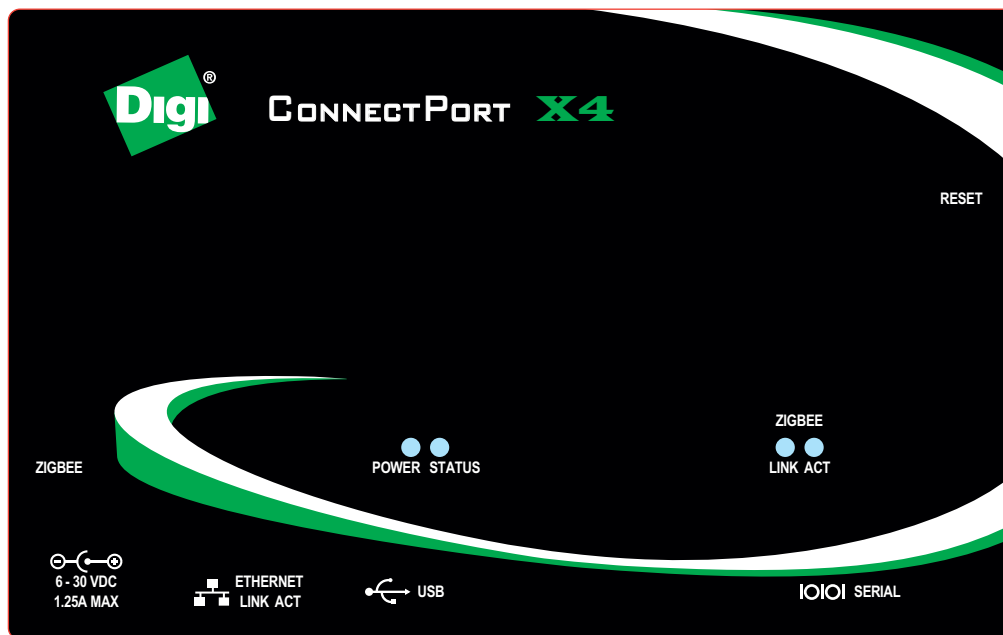 Digi®
CONNECTPORT X4
RESET
ZIGBEE
POWER STATUS
LINK ACT
ZIGBEE
6 - 30 VDC
1.25A MAX
ETHERNET
LINK ACT
USB
IOIOI SERIAL